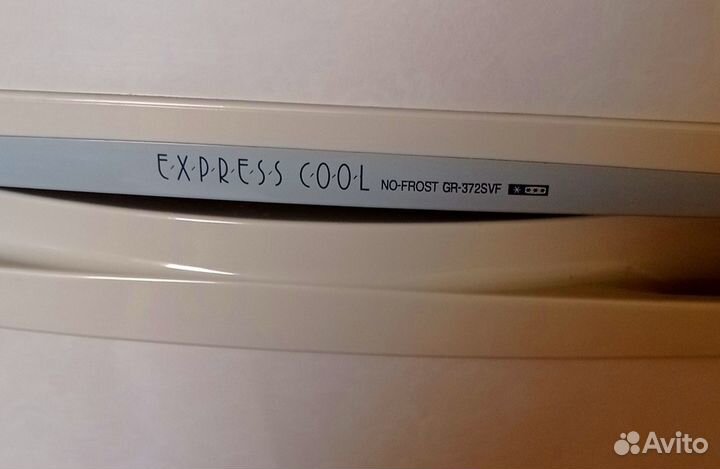 EXPRESS COOL NO-FROST GR-372SVF
Avito